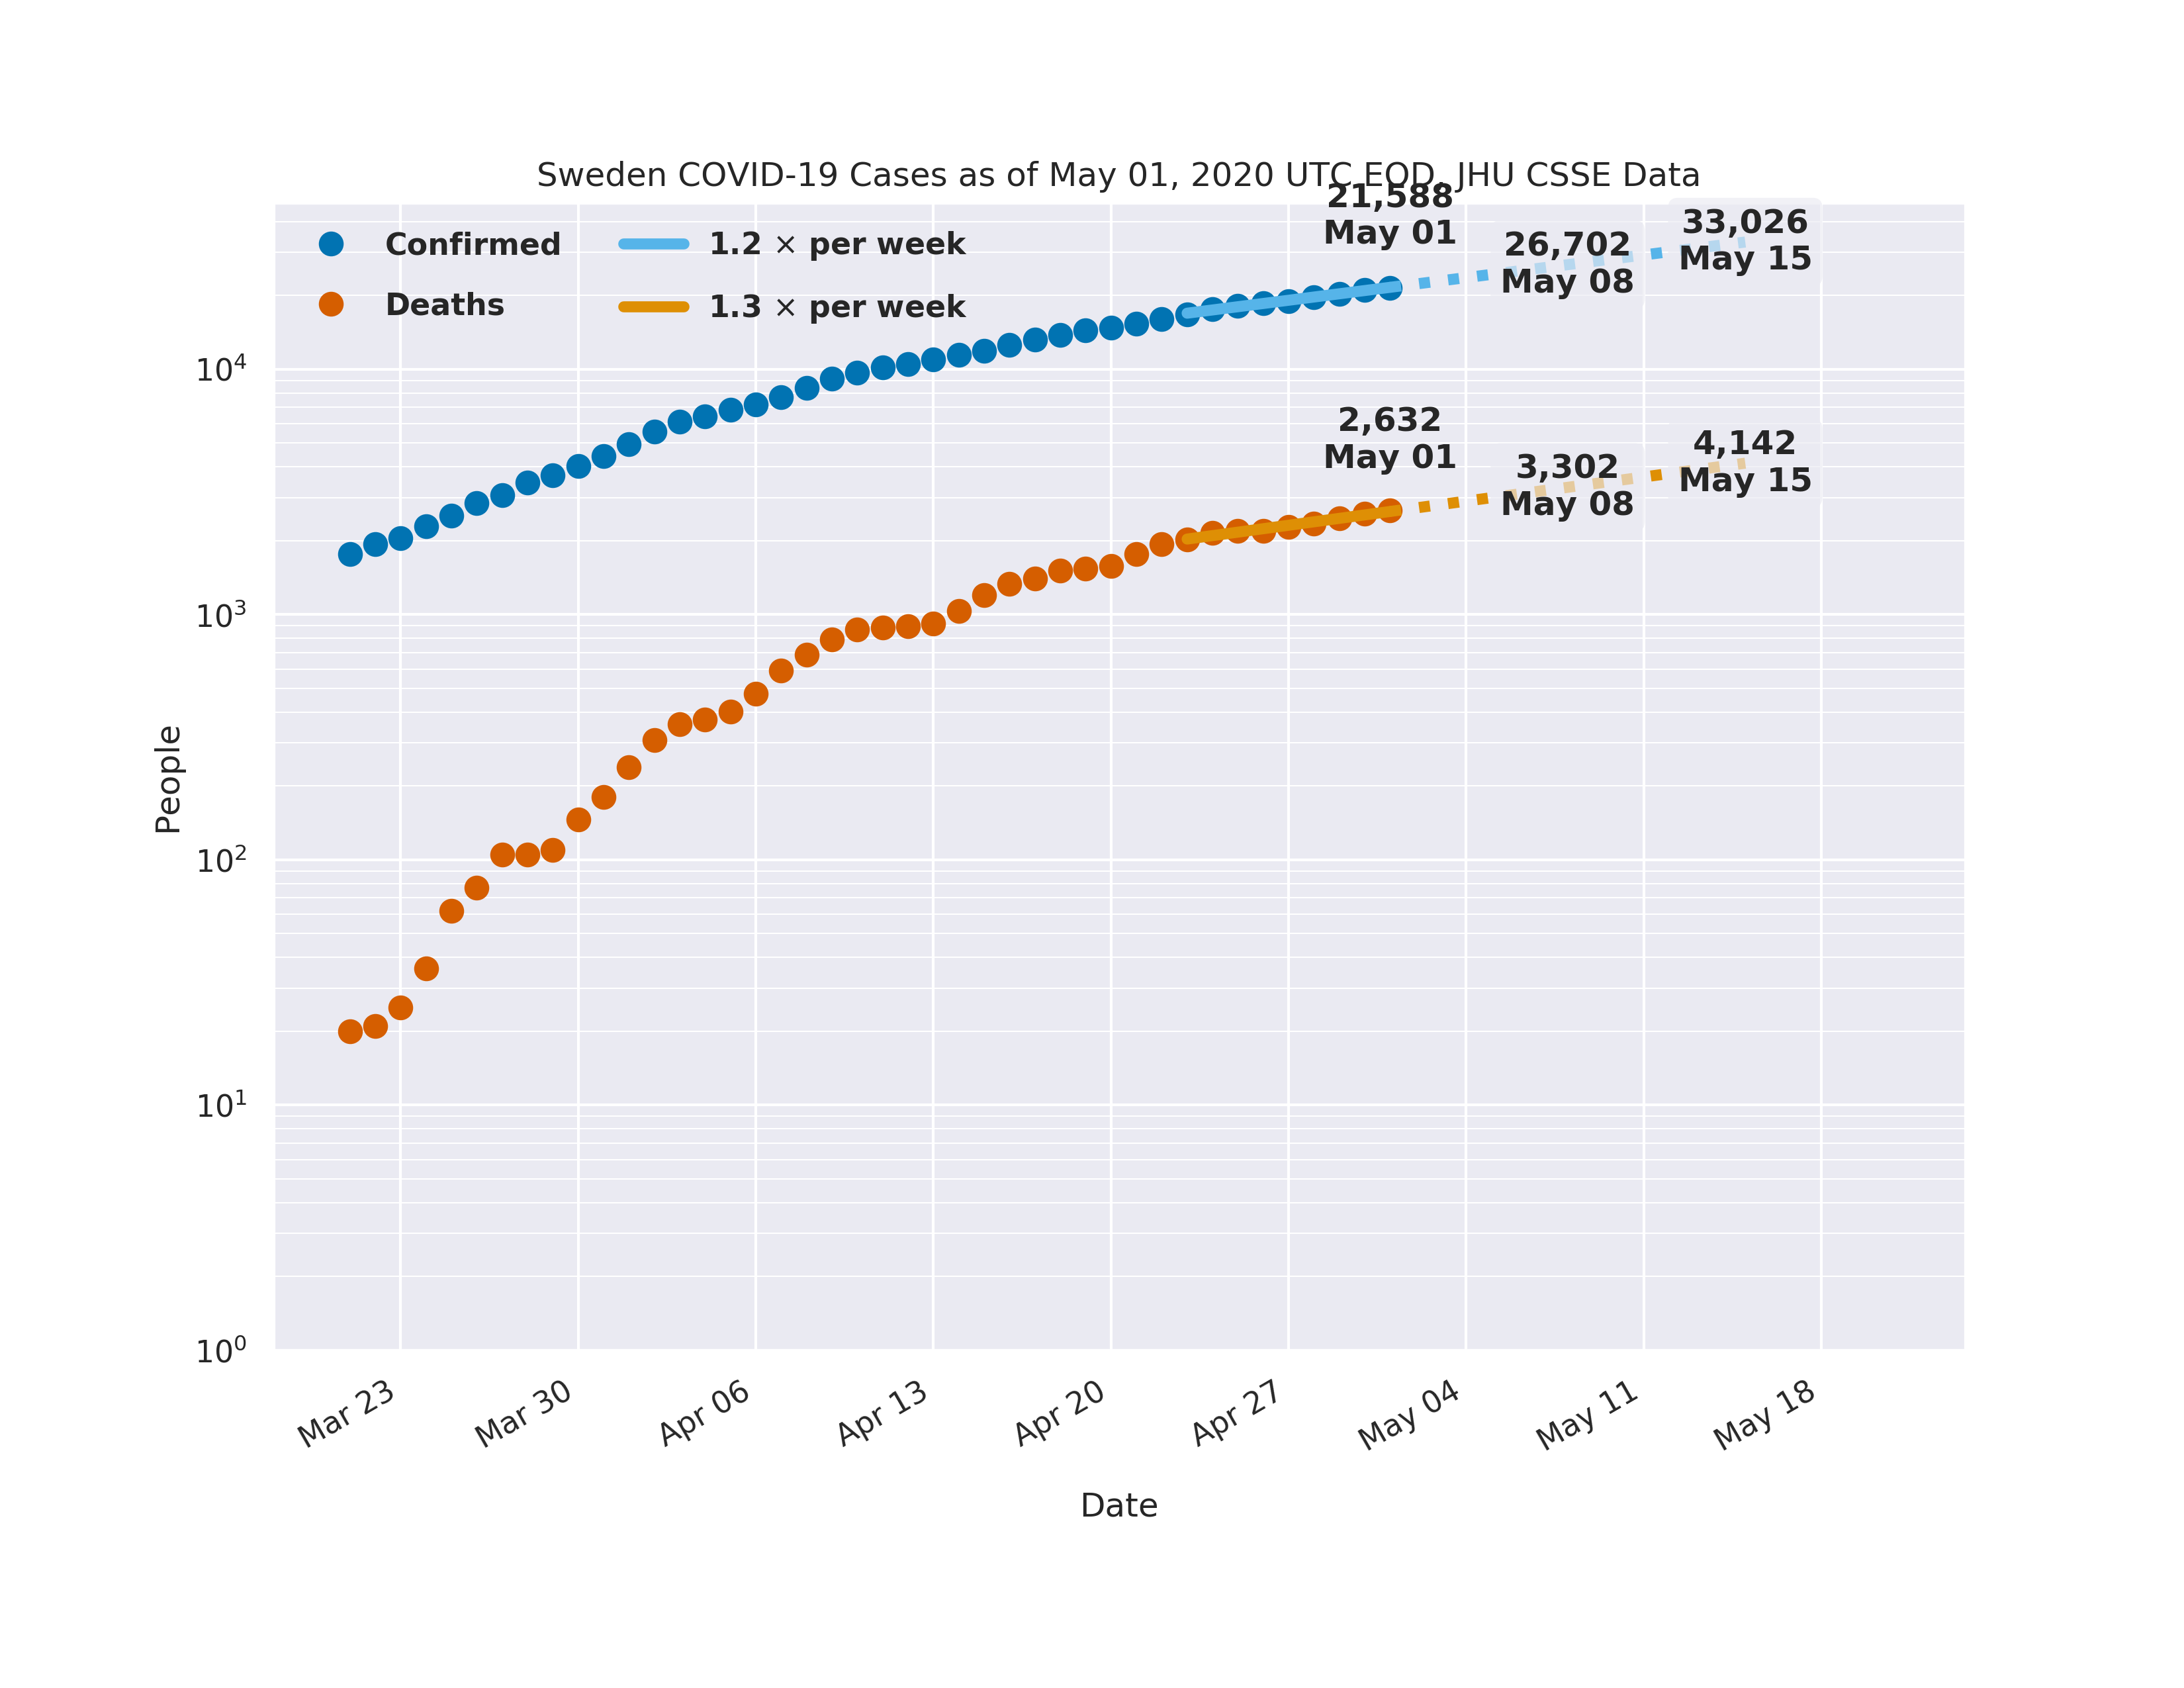 Sweden COVID-19 Cases as of May 01, 2020 UTC EOD, JHU CSSE Data
Confirmed
Deaths
1.2 × per week
1.3 × per week
21,588
May 01
26,702
May 08
33,026
May 15
2,632
May 01
3,302
May 08
4,142
May 15
People
10⁴
10³
10²
10¹
10⁰
Mar 23
Mar 30
Apr 06
Apr 13
Apr 20
Apr 27
May 04
May 11
May 18
Date